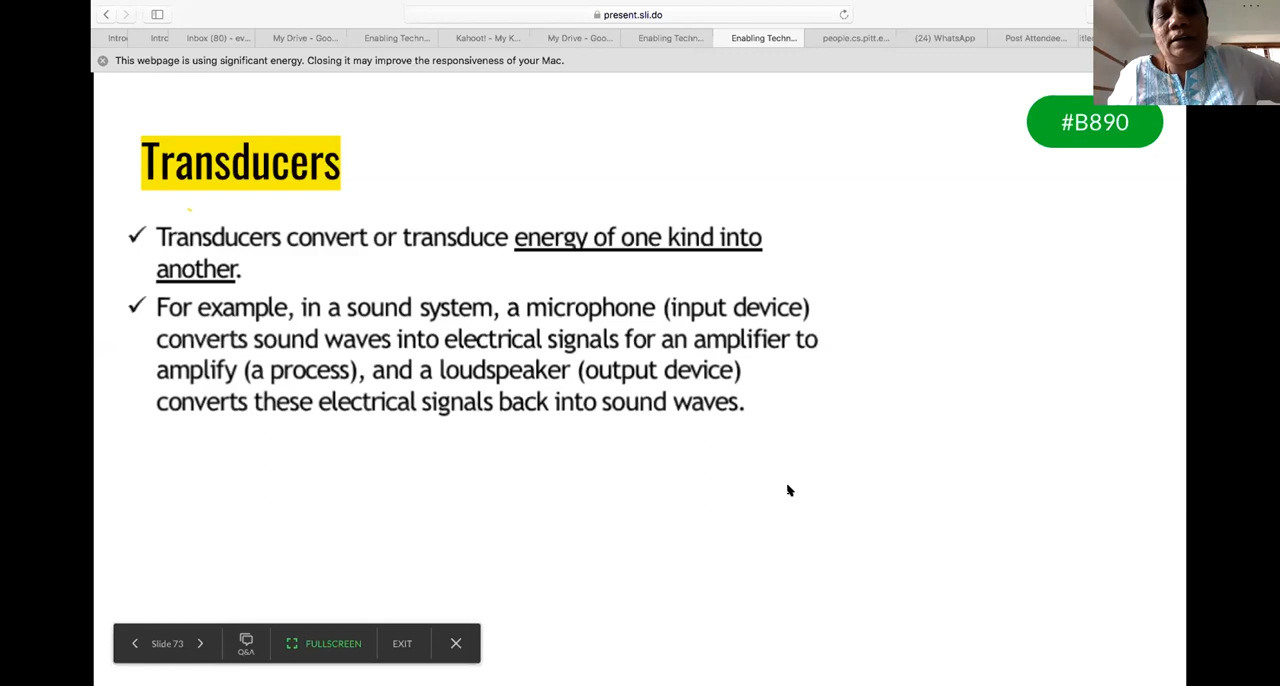 present.sli.do
Intro
Intro
Inbox (80) - ev...
My Drive - Goo...
Enabling Techn...
Kahoot! - My K...
My Drive - Goo...
Enabling Techn...
Enabling Techn...
people.cs.pitt.e...
(24) WhatsApp
Post Attendee...
This webpage is using significant energy. Closing it may improve the responsiveness of your Mac.
#B890
Transducers
✓ Transducers convert or transduce energy of one kind into
another.
✓ For example, in a sound system, a microphone (input device)
converts sound waves into electrical signals for an amplifier to
amplify (a process), and a loudspeaker (output device)
converts these electrical signals back into sound waves.
Slide 73
Q&A
FULLSCREEN
EXIT